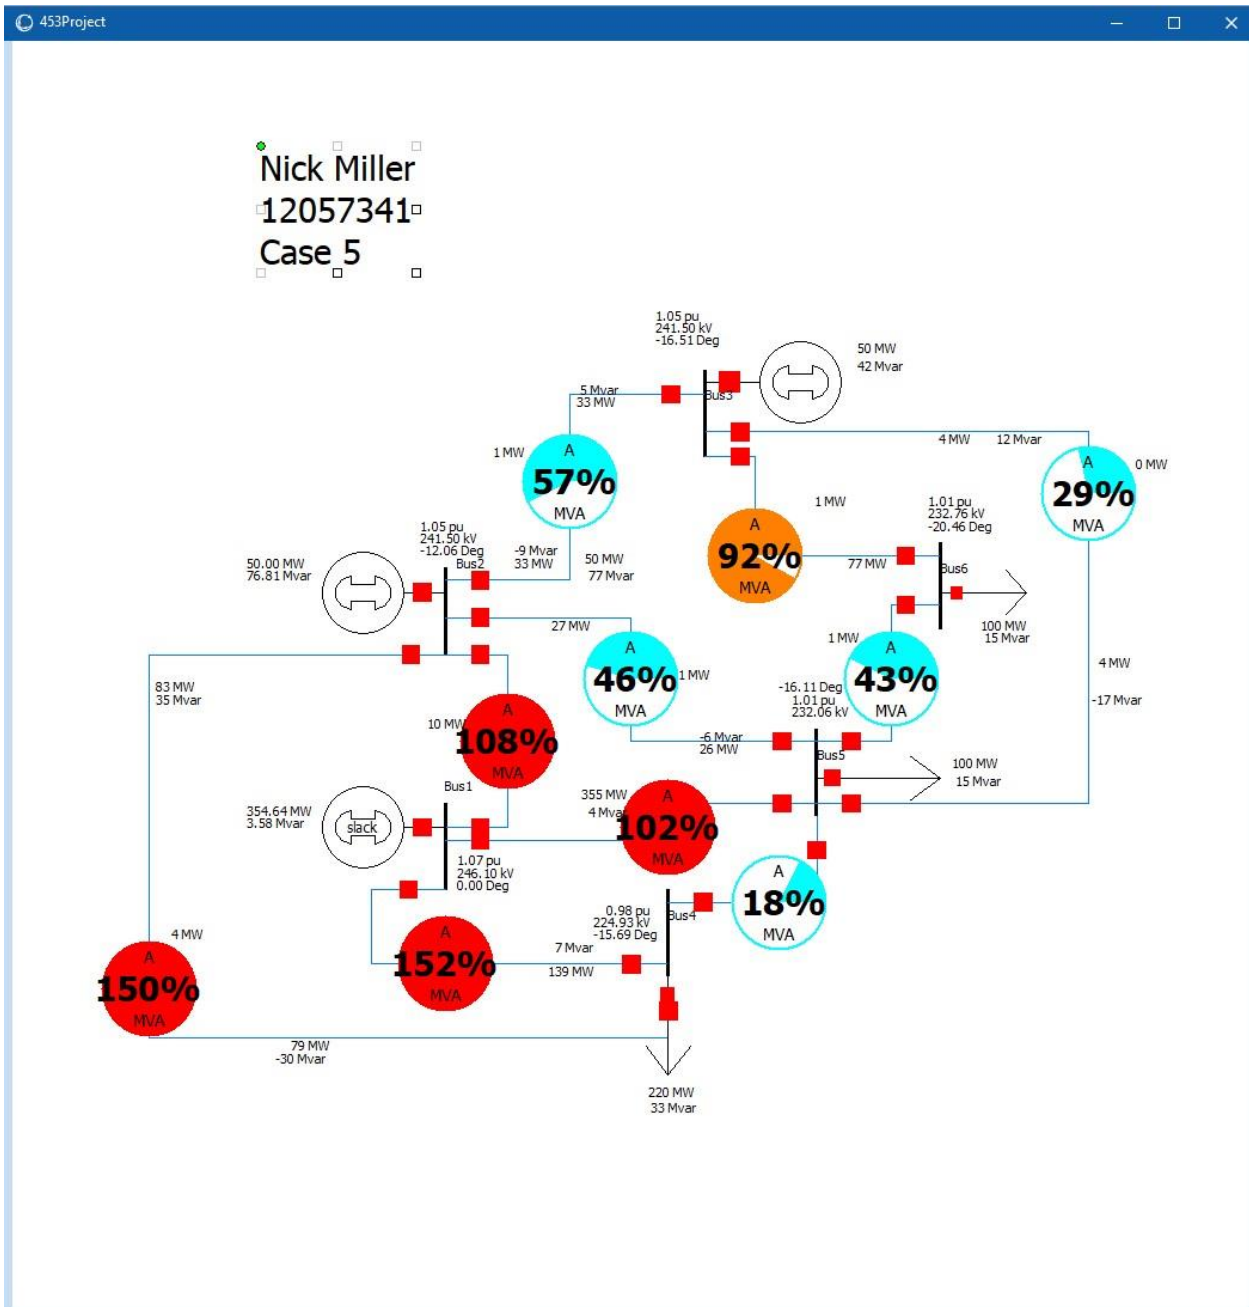 453Project
Nick Miller
12057341
Case 5
1.05 pu
241.50 kV
-16.51 Deg
50 MW
42 Mvar
Bus3
5 Mvar
33 MW
4 MW
12 Mvar
1 MW
A
57%
MVA
A
29%
MVA
0 MW
1 MW
A
92%
MVA
77 MW
1.01 pu
232.76 kV
-20.46 Deg
Bus6
100 MW
15 Mvar
1.05 pu
241.50 kV
-12.06 Deg
Bus2
50.00 MW
76.81 Mvar
-9 Mvar
33 MW
50 MW
77 Mvar
27 MW
A
46%
MVA
1 MW
1 MW
A
43%
MVA
4 MW
-17 Mvar
83 MW
35 Mvar
-16.11 Deg
1.01 pu
232.06 kV
10 MW
A
108%
MVA
-6 Mvar
26 MW
Bus5
100 MW
15 Mvar
Bus1
354.64 MW
3.58 Mvar
slack
355 MW
4 Mvar
A
102%
MVA
1.07 pu
246.10 kV
0.00 Deg
A
18%
MVA
0.98 pu
224.93 kV
-15.69 Deg
Bus4
4 MW
A
150%
MVA
A
152%
MVA
7 Mvar
139 MW
79 MW
-30 Mvar
220 MW
33 Mvar